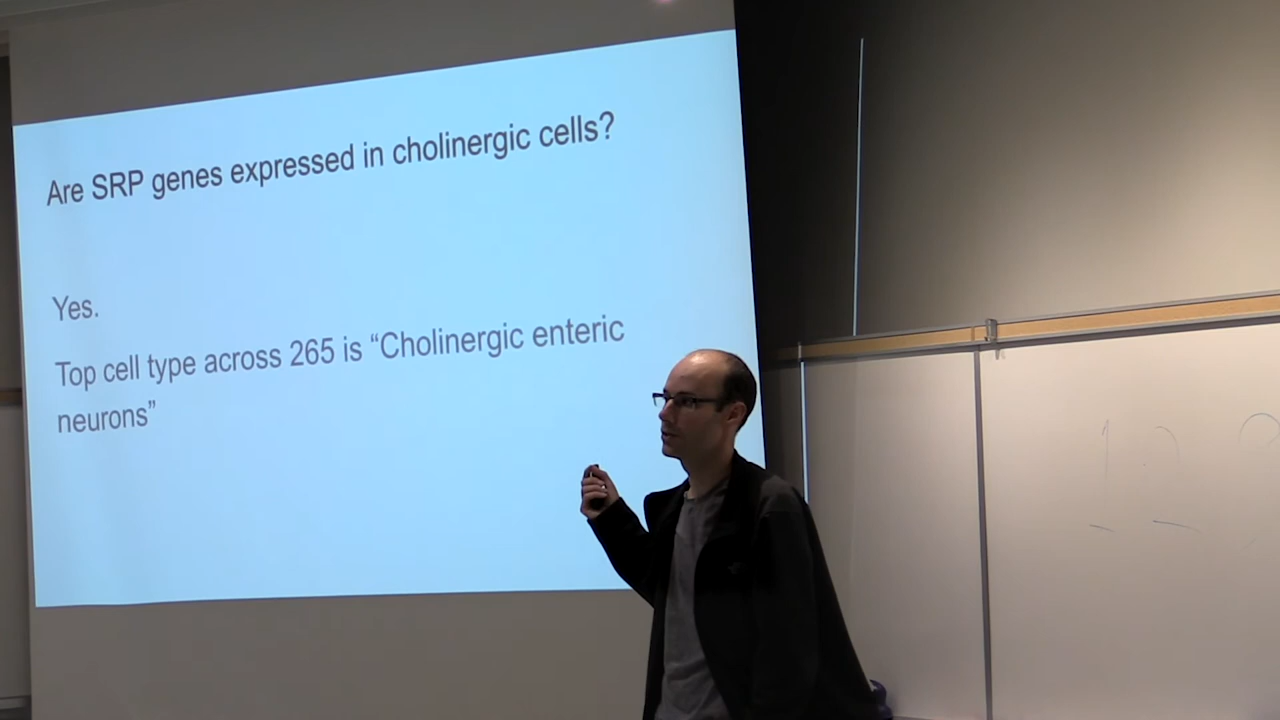 Are SRP genes expressed in cholinergic cells?
Yes.
Top cell type across 265 is “Cholinergic enteric
neurons”